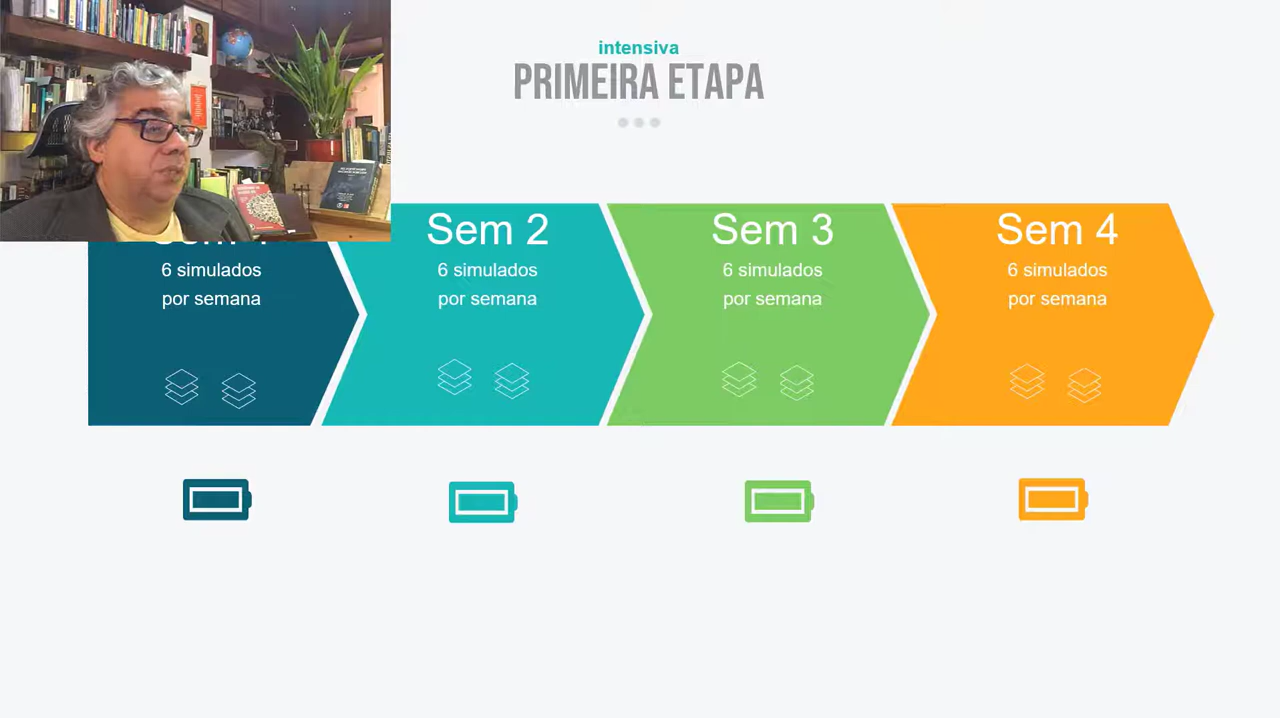 intensiva
PRIMEIRA ETAPA
6 simulados
por semana
Sem 2
6 simulados
por semana
Sem 3
6 simulados
por semana
Sem 4
6 simulados
por semana